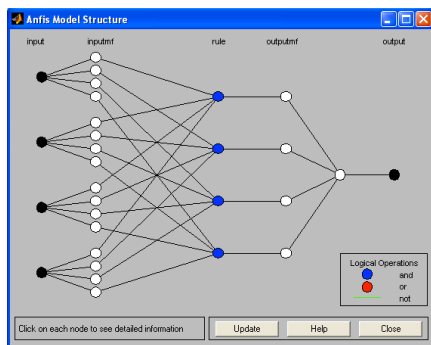 Anfis Model Structure
input inputmf rule outputmf output
Logical Operations
and
or
not
Click on each node to see detailed information
Update Help Close